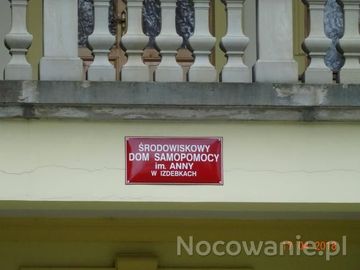 ŚRODOWISKOWY
DOM SAMOPOMOCY
im. ANNY
W IZDEBKACH
Nocowanie.pl